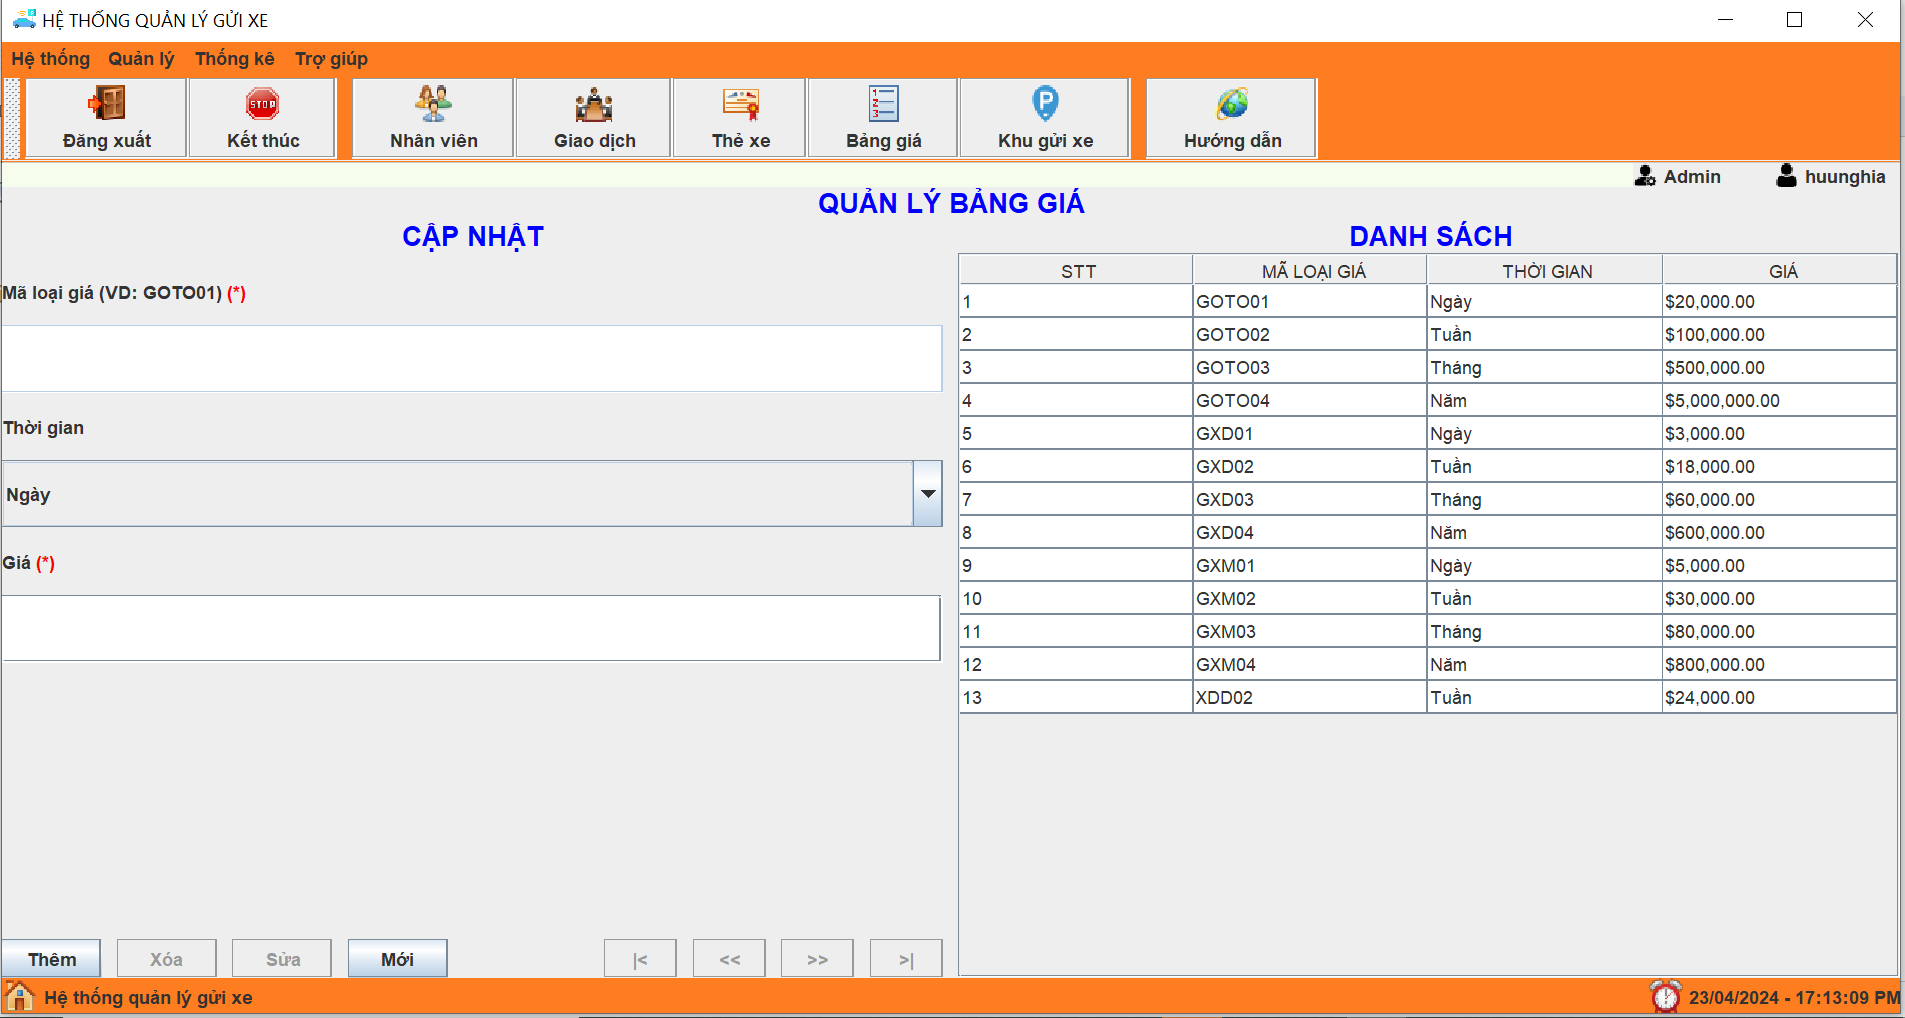 HỆ THỐNG QUẢN LÝ GỬI XE
Hệ thống Quản lý Thống kê Trợ giúp
Đăng xuất Kết thúc Nhân viên Giao dịch Thẻ xe Bảng giá Khu gửi xe Hướng dẫn
Admin huunghia
QUẢN LÝ BẢNG GIÁ
CẬP NHẬT
Mã loại giá (VD: GOTO01) (*)
Thời gian
Ngày
Giá (*)
Thêm Xóa Sửa Mới |< << >> >|
DANH SÁCH
STT MÃ LOẠI GIÁ THỜI GIAN GIÁ
1 GOTO01 Ngày $20,000.00
2 GOTO02 Tuần $100,000.00
3 GOTO03 Tháng $500,000.00
4 GOTO04 Năm $5,000,000.00
5 GXD01 Ngày $3,000.00
6 GXD02 Tuần $18,000.00
7 GXD03 Tháng $60,000.00
8 GXD04 Năm $600,000.00
9 GXM01 Ngày $5,000.00
10 GXM02 Tuần $30,000.00
11 GXM03 Tháng $80,000.00
12 GXM04 Năm $800,000.00
13 XDD02 Tuần $24,000.00
Hệ thống quản lý gửi xe 23/04/2024 - 17:13:09 PM